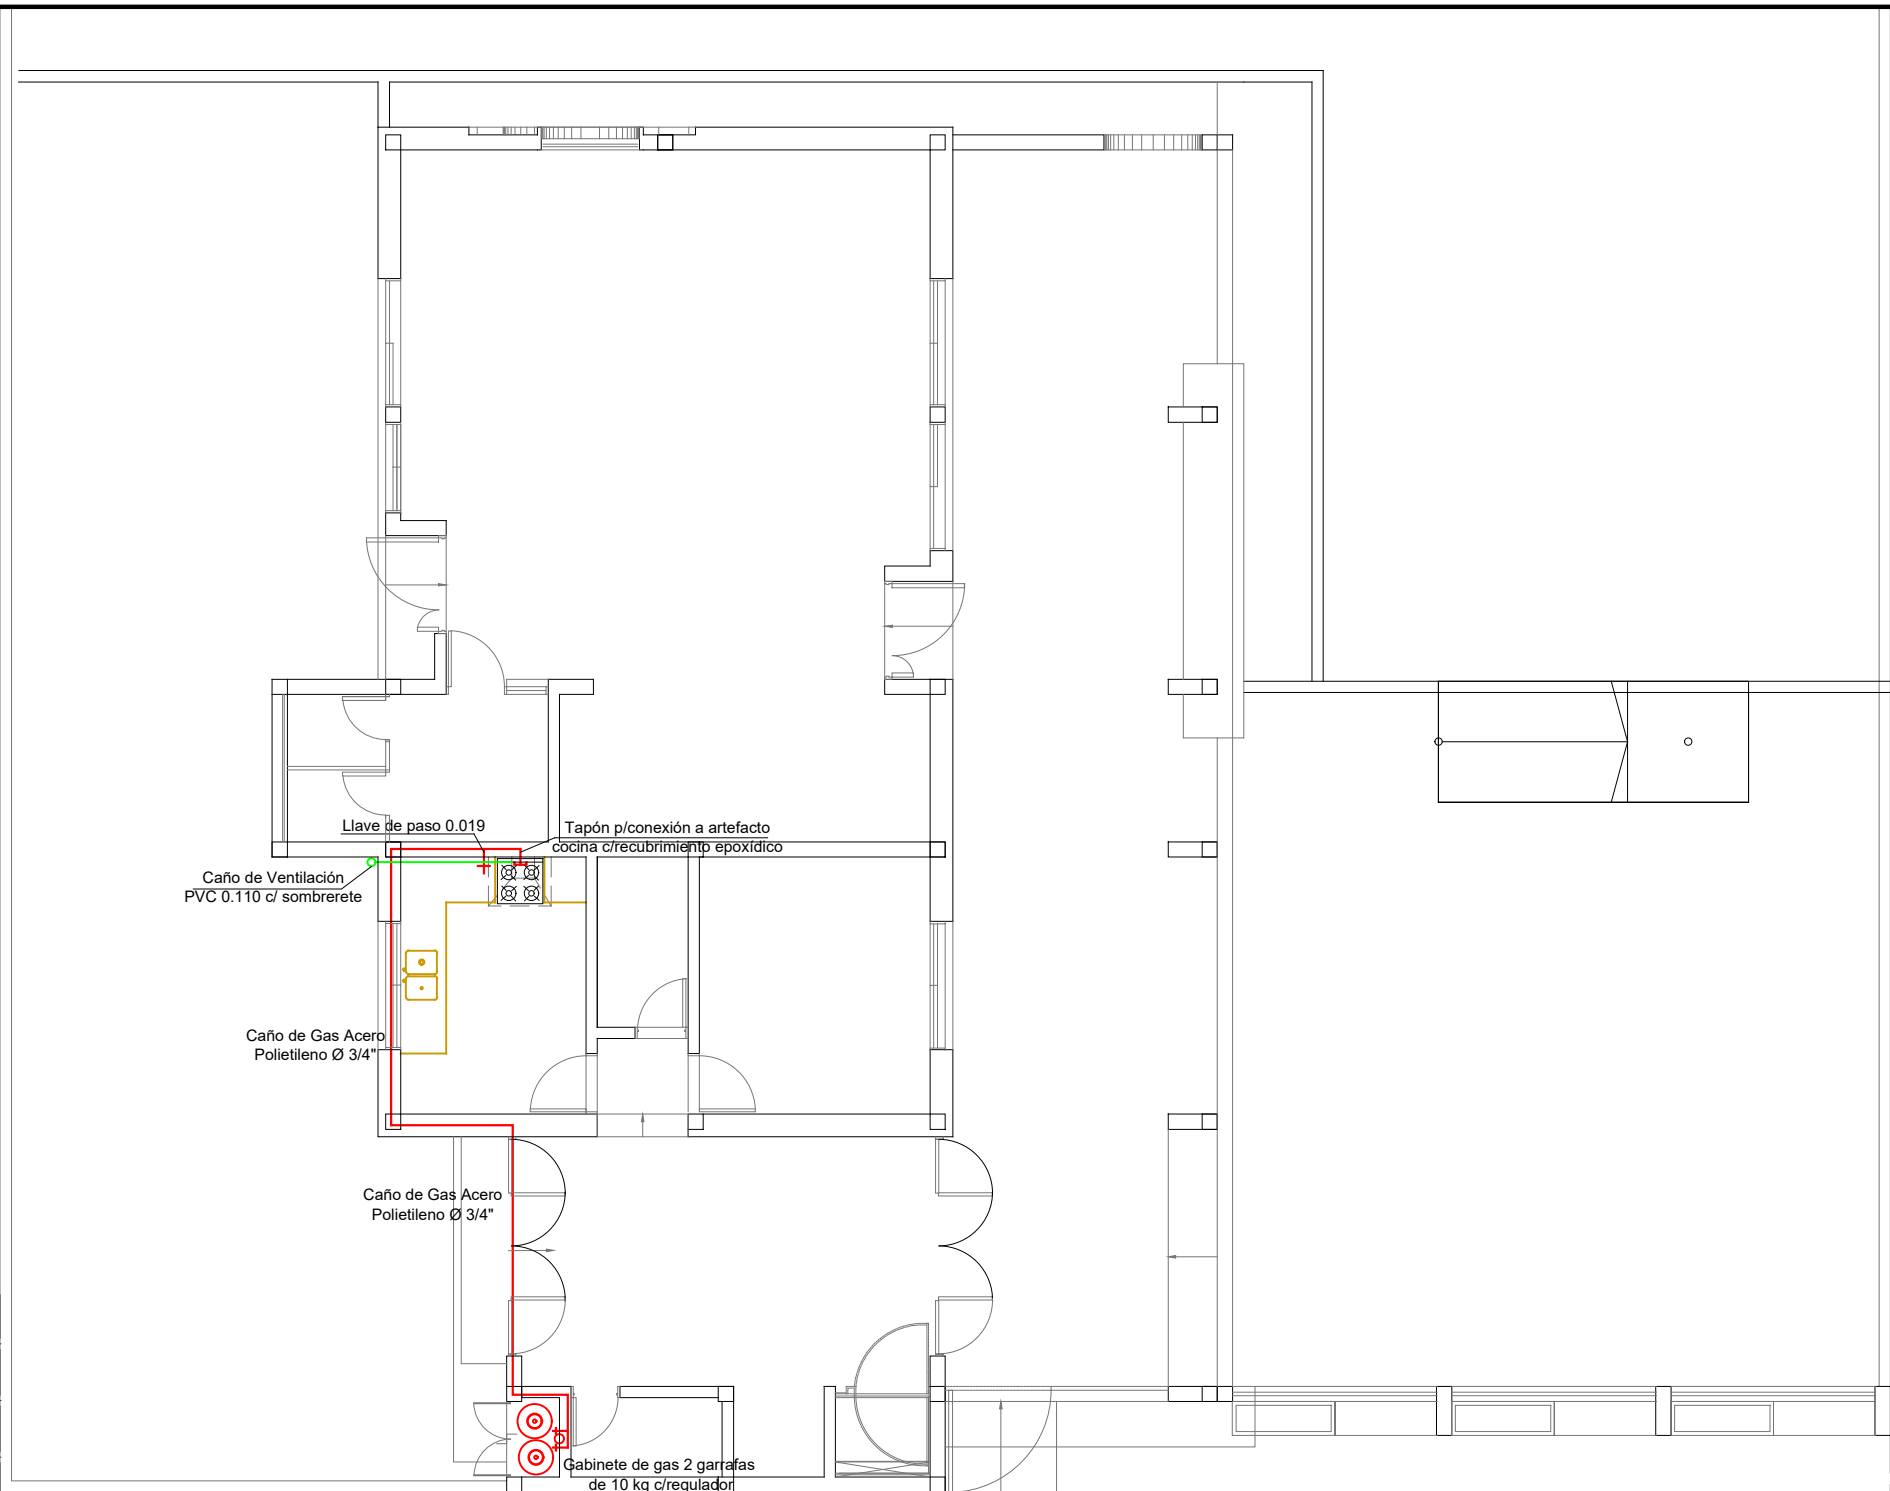 Llave de paso 0.019
Tapón p/conexión a artefacto
cocina c/recubrimiento epoxídico
Caño de Ventilación
PVC 0.110 c/ sombrerete
Caño de Gas Acero
Polietileno Ø 3/4"
Caño de Gas Acero
Polietileno Ø 3/4"
Gabinete de gas 2 garrafas
de 10 kg c/regulador